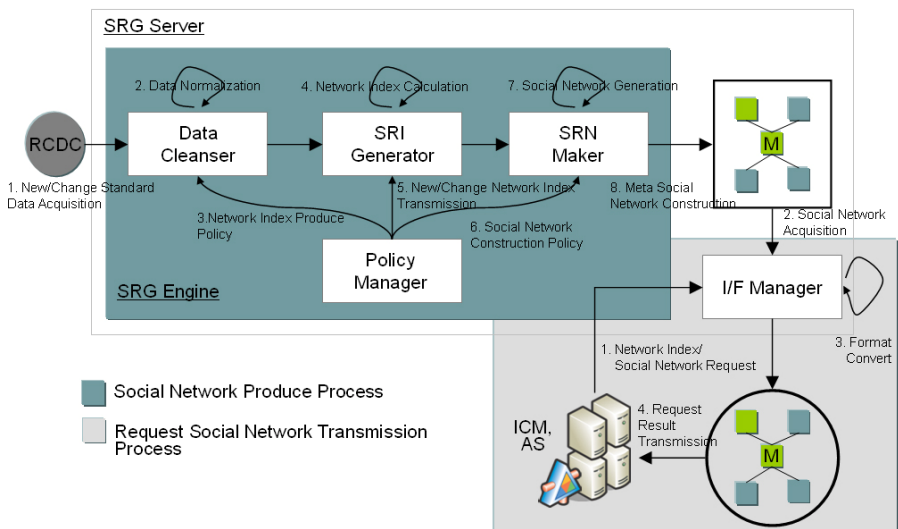 SRG Server
2. Data Normalization
4. Network Index Calculation
7. Social Network Generation
RCDC
Data
Cleanser
SRI
Generator
SRN
Maker
M
1. New/Change Standard
Data Acquisition
5. New/Change Network Index
Transmission
8. Meta Social
Network Construction
3.Network Index Produce
Policy
6. Social Network
Construction Policy
2. Social Network
Acquisition
Policy
Manager
SRG Engine
I/F Manager
3. Format
Convert
1. Network Index/
Social Network Request
Social Network Produce Process
Request Social Network Transmission
Process
ICM,
AS
4. Request
Result
Transmission
M